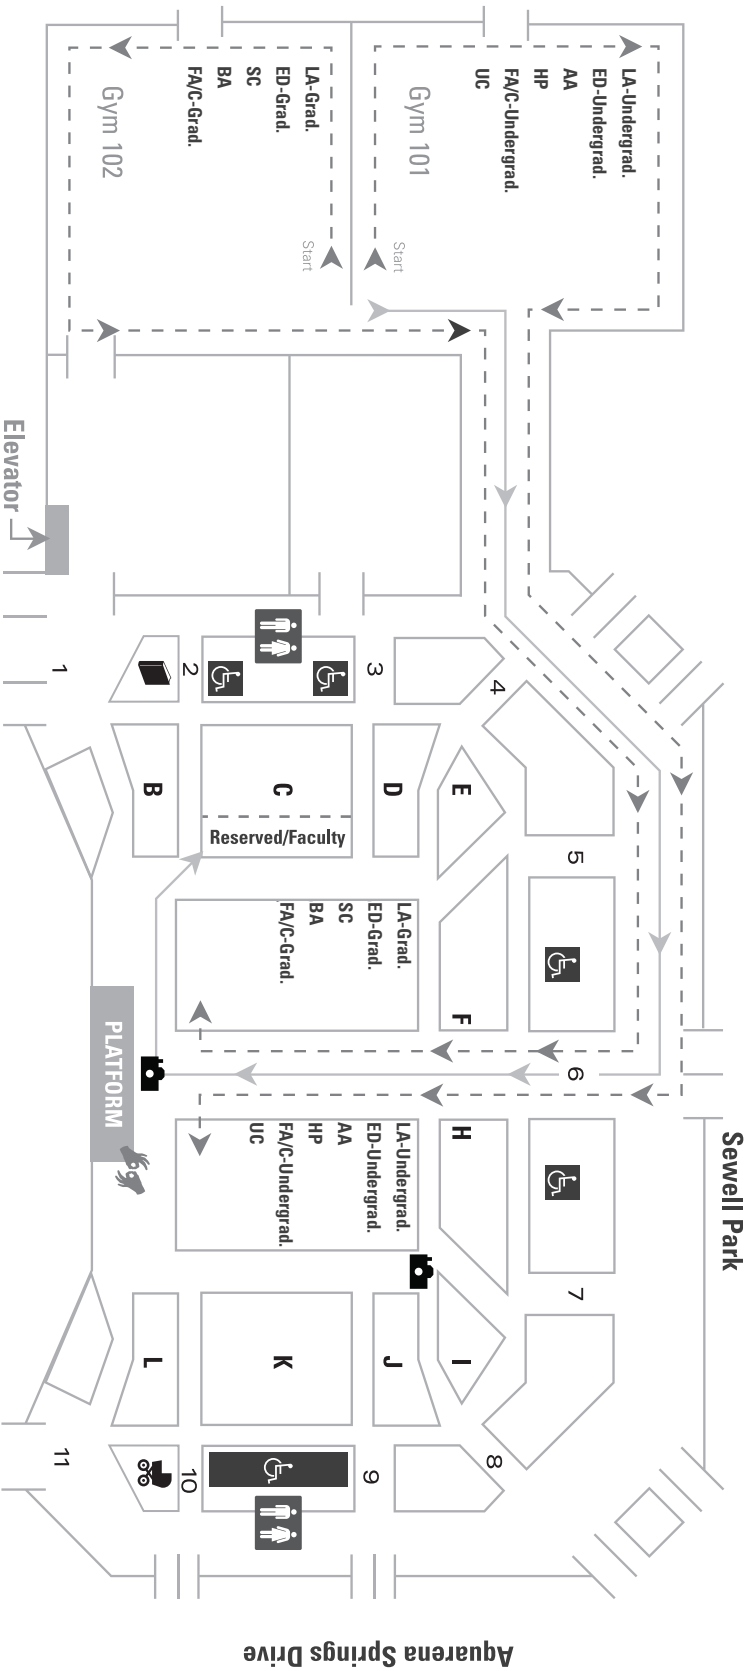 Sewell Park
Gym 101
LA-Undergrad.
ED-Undergrad.
AA
HP
FA/C-Undergrad.
UC
Start
Gym 102
LA-Grad.
ED-Grad.
SC
BA
FA/C-Grad.
Start
Elevator
1
2
3
4
5
6
7
8
9
10
11
B
C
Reserved/Faculty
D
E
F
H
I
J
K
L
LA-Grad.
ED-Grad.
SC
BA
FA/C-Grad.
LA-Undergrad.
ED-Undergrad.
AA
HP
FA/C-Undergrad.
UC
PLATFORM
Aquarena Springs Drive